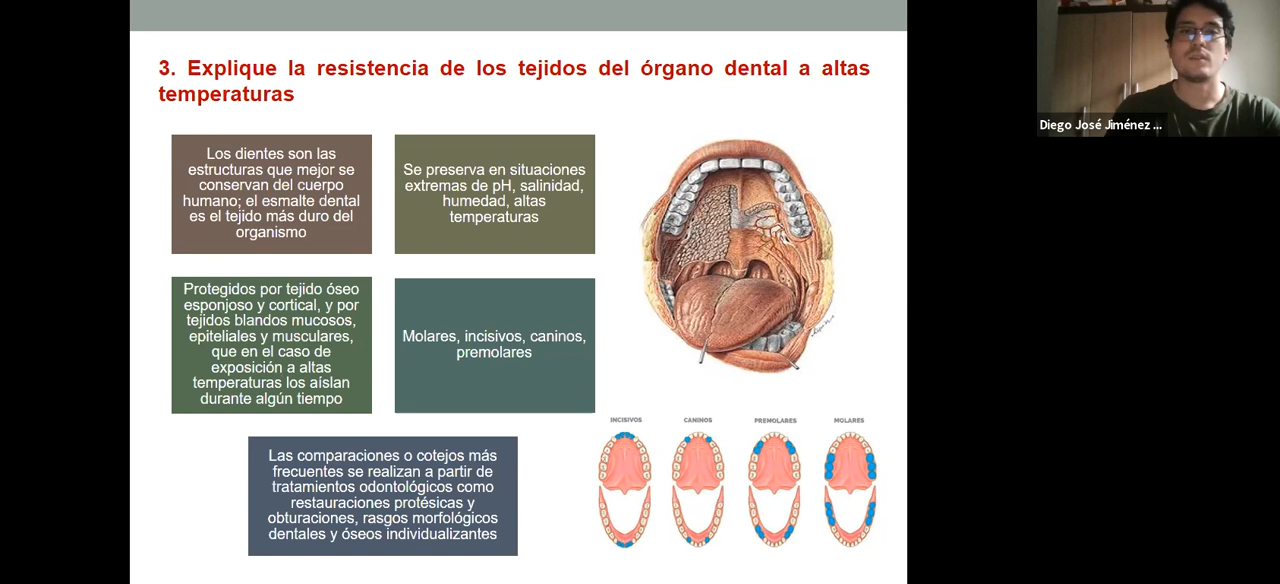 3. Explique la resistencia de los tejidos del órgano dental a altas
temperaturas
Los dientes son las
estructuras que mejor se
conservan del cuerpo
humano; el esmalte dental
es el tejido más duro del
organismo
Se preserva en situaciones
extremas de pH, salinidad,
humedad, altas
temperaturas
Protegidos por tejido óseo
esponjoso y cortical, y por
tejidos blandos mucosos,
epiteliales y musculares,
que en el caso de
exposición a altas
temperaturas los aíslan
durante algún tiempo
Molares, incisivos, caninos,
premolares
Las comparaciones o cotejos más
frecuentes se realizan a partir de
tratamientos odontológicos como
restauraciones protésicas y
obturaciones, rasgos morfológicos
dentales y óseos individualizantes
INCISIVOS
CANINOS
PREMOLARES
MOLARES
Diego José Jiménez ...